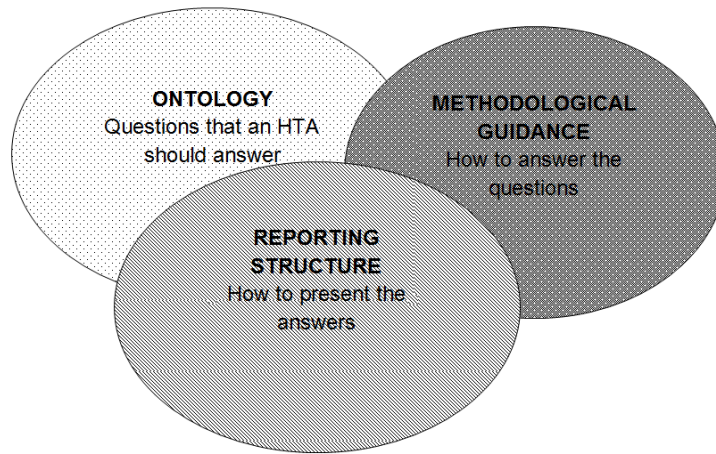 ONTOLOGY
Questions that an HTA
should answer
METHODOLOGICAL
GUIDANCE
How to answer the
questions
REPORTING
STRUCTURE
How to present the
answers